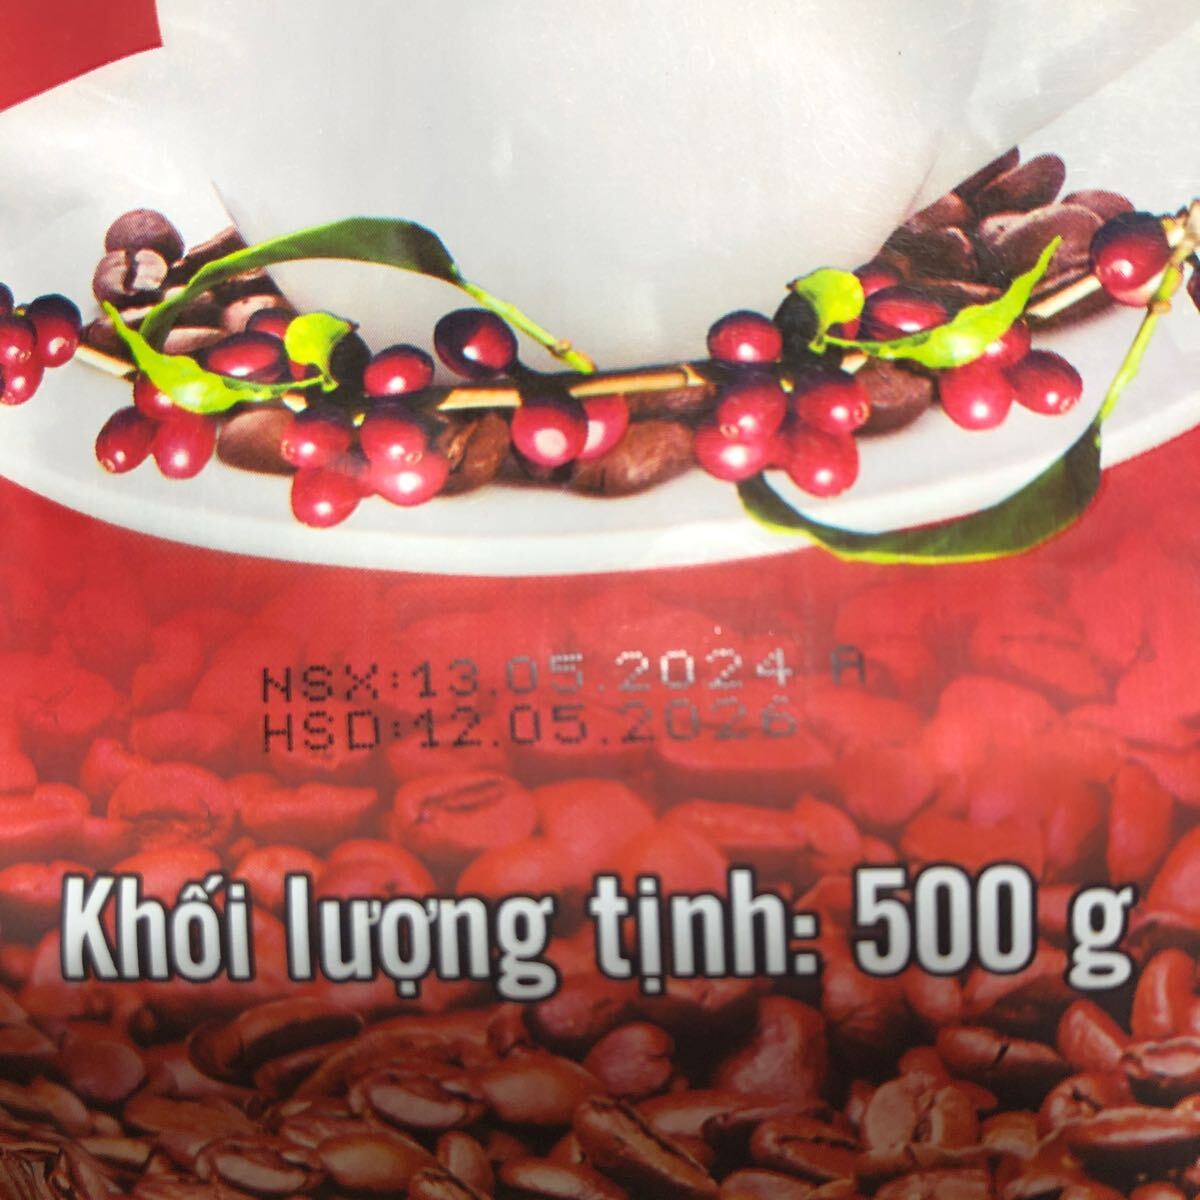 NSX:13.05.2024 A
HSD:12.05.2026
Khối lượng tịnh: 500 g